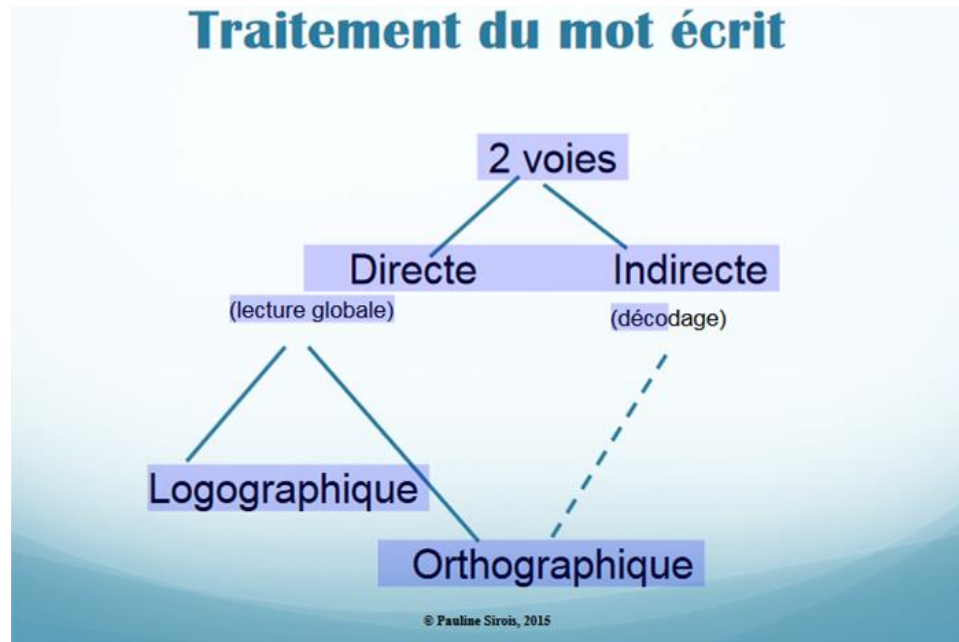 Traitement du mot écrit
2 voies
Directe Indirecte
(lecture globale) (décodage)
Logographique
Orthographique
© Pauline Sirois, 2015